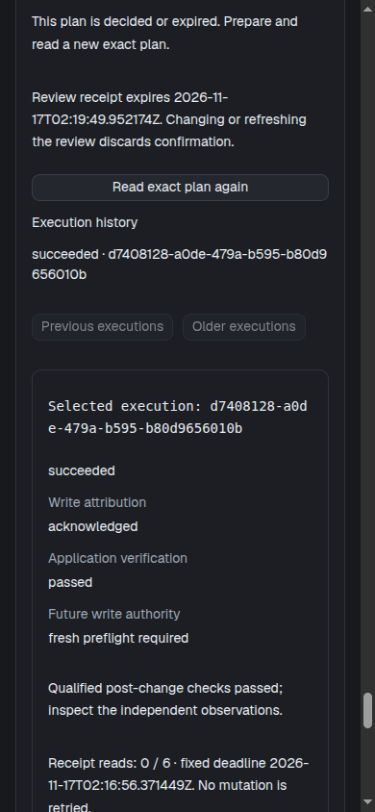 This plan is decided or expired. Prepare and
read a new exact plan.
Review receipt expires 2026-11-
17T02:19:49.952174Z. Changing or refreshing
the review discards confirmation.
Read exact plan again
Execution history
succeeded · d7408128-a0de-479a-b595-b80d9
656010b
Previous executions
Older executions
Selected execution: d7408128-a0d
e-479a-b595-b80d9656010b
succeeded
Write attribution
acknowledged
Application verification
passed
Future write authority
fresh preflight required
Qualified post-change checks passed;
inspect the independent observations.
Receipt reads: 0 / 6 · fixed deadline 2026-
11-17T02:16:56.371449Z. No mutation is
retried.